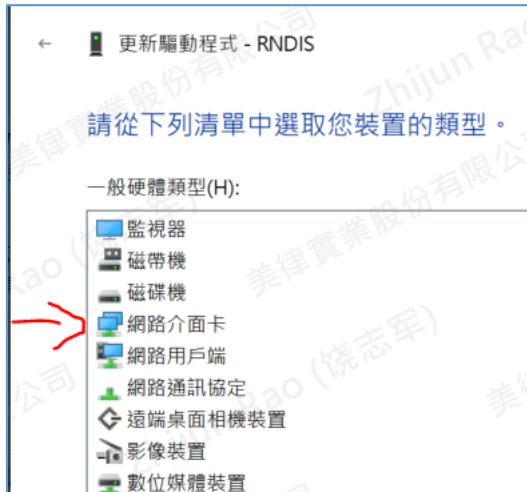 ← 更新驅動程式 - RNDIS
請從下列清單中選取您裝置的類型。
一般硬體類型(H):
監視器
磁帶機
磁碟機
網路介面卡
網路用戶端
網路通訊協定
遠端桌面相機裝置
影像裝置
數位媒體裝置
美律實業股份有限公司
Zhijun Rao
美律實業股份有限公司
Rao (饶志军)
Zhijun Rao (饶志军)